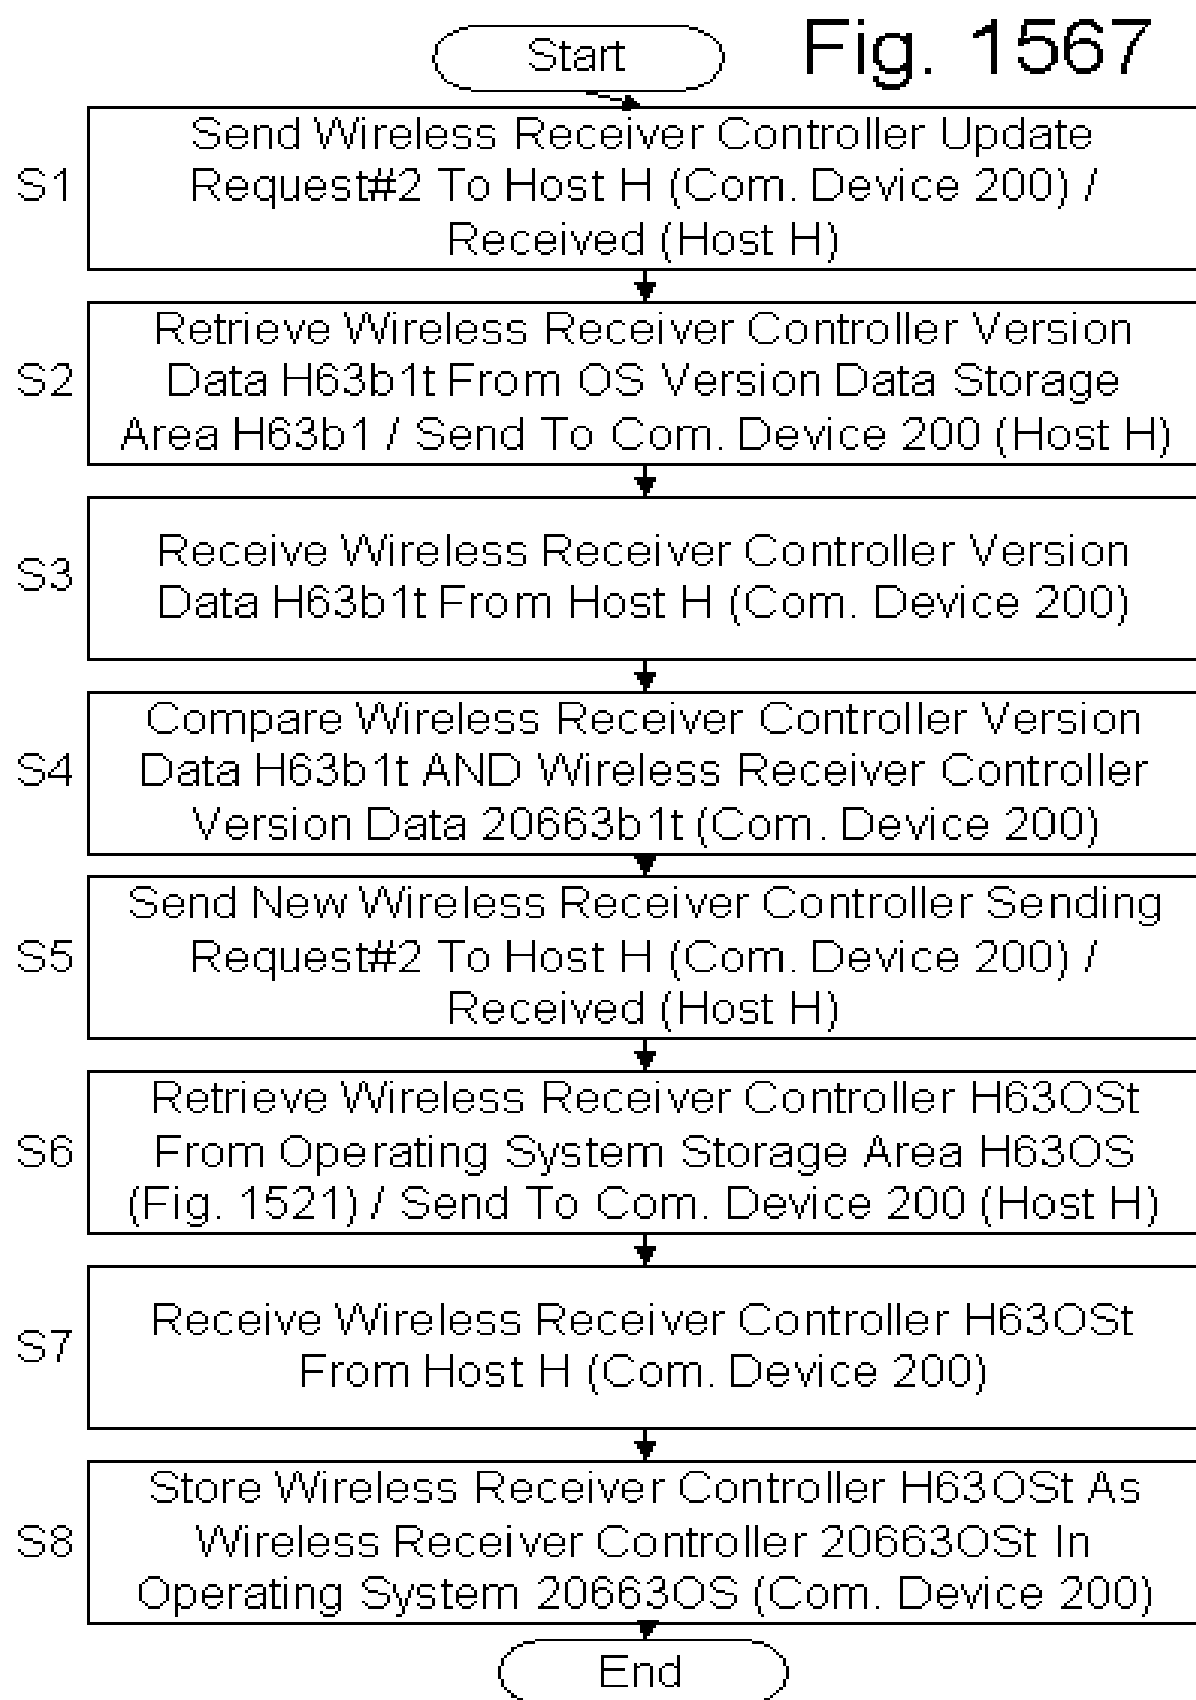 Fig. 1567
Start
S1
Send Wireless Receiver Controller Update
Request#2 To Host H (Com. Device 200) /
Received (Host H)
S2
Retrieve Wireless Receiver Controller Version
Data H63b1t From OS Version Data Storage
Area H63b1 / Send To Com. Device 200 (Host H)
S3
Receive Wireless Receiver Controller Version
Data H63b1t From Host H (Com. Device 200)
S4
Compare Wireless Receiver Controller Version
Data H63b1t AND Wireless Receiver Controller
Version Data 20663b1t (Com. Device 200)
S5
Send New Wireless Receiver Controller Sending
Request#2 To Host H (Com. Device 200) /
Received (Host H)
S6
Retrieve Wireless Receiver Controller H63OSt
From Operating System Storage Area H63OS
(Fig. 1521) / Send To Com. Device 200 (Host H)
S7
Receive Wireless Receiver Controller H63OSt
From Host H (Com. Device 200)
S8
Store Wireless Receiver Controller H63OSt As
Wireless Receiver Controller 20663OSt In
Operating System 20663OS (Com. Device 200)
End